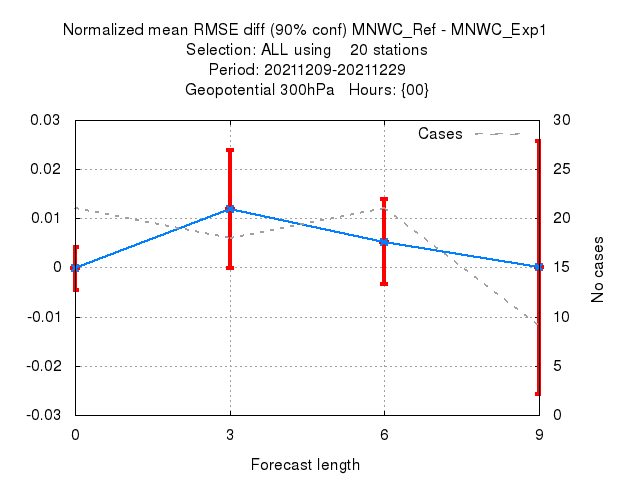 Normalized mean RMSE diff (90% conf) MNWC_Ref - MNWC_Exp1
Selection: ALL using    20 stations
Period: 20211209-20211229
Geopotential 300hPa   Hours: {00}
Cases
0.03
0.02
0.01
0
-0.01
-0.02
-0.03
30
25
20
15
10
5
0
No cases
0
3
6
9
Forecast length